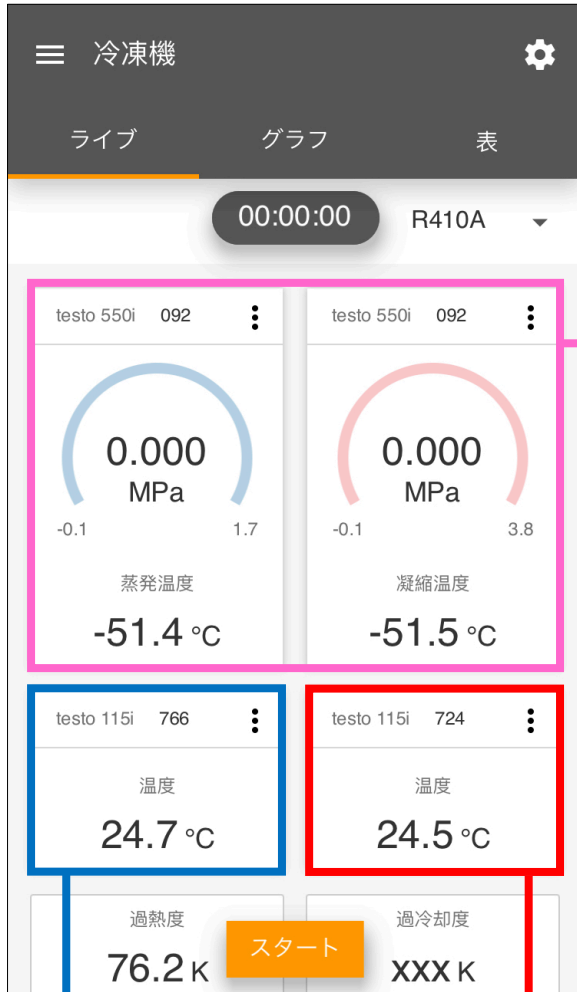 冷凍機
ライブ グラフ 表
00:00:00 R410A
testo 550i 092 testo 550i 092
0.000 0.000
MPa MPa
-0.1 1.7 -0.1 3.8
蒸発温度 凝縮温度
-51.4 °C -51.5 °C
testo 115i 766 testo 115i 724
温度 温度
24.7 °C 24.5 °C
過熱度 過冷却度
スタート
76.2 K xxx K